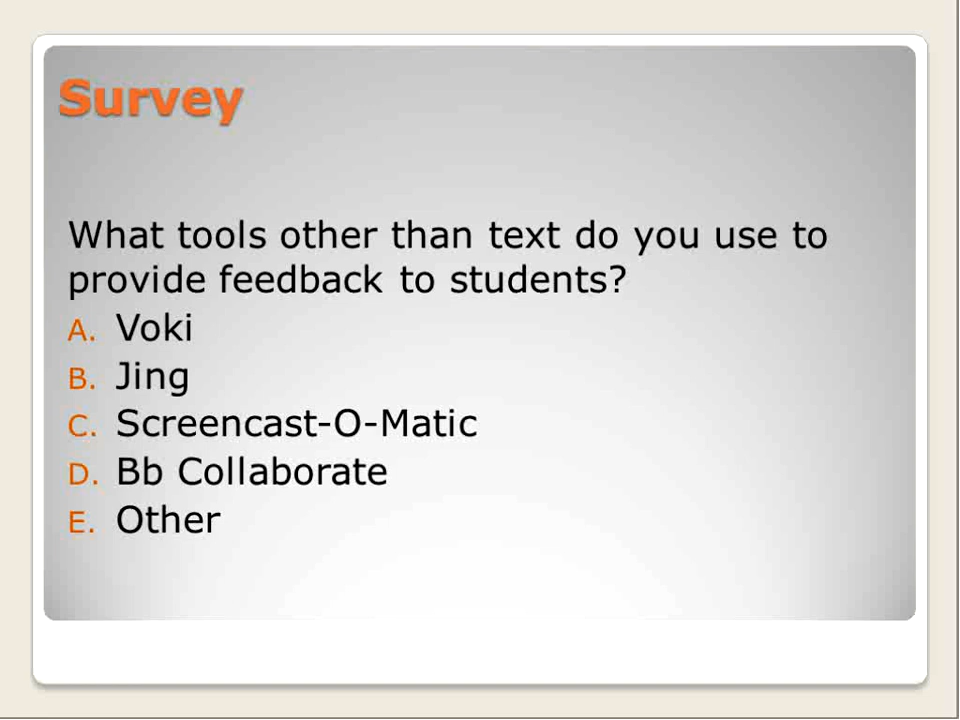 Survey
What tools other than text do you use to
provide feedback to students?
A. Voki
B. Jing
C. Screencast-O-Matic
D. Bb Collaborate
E. Other